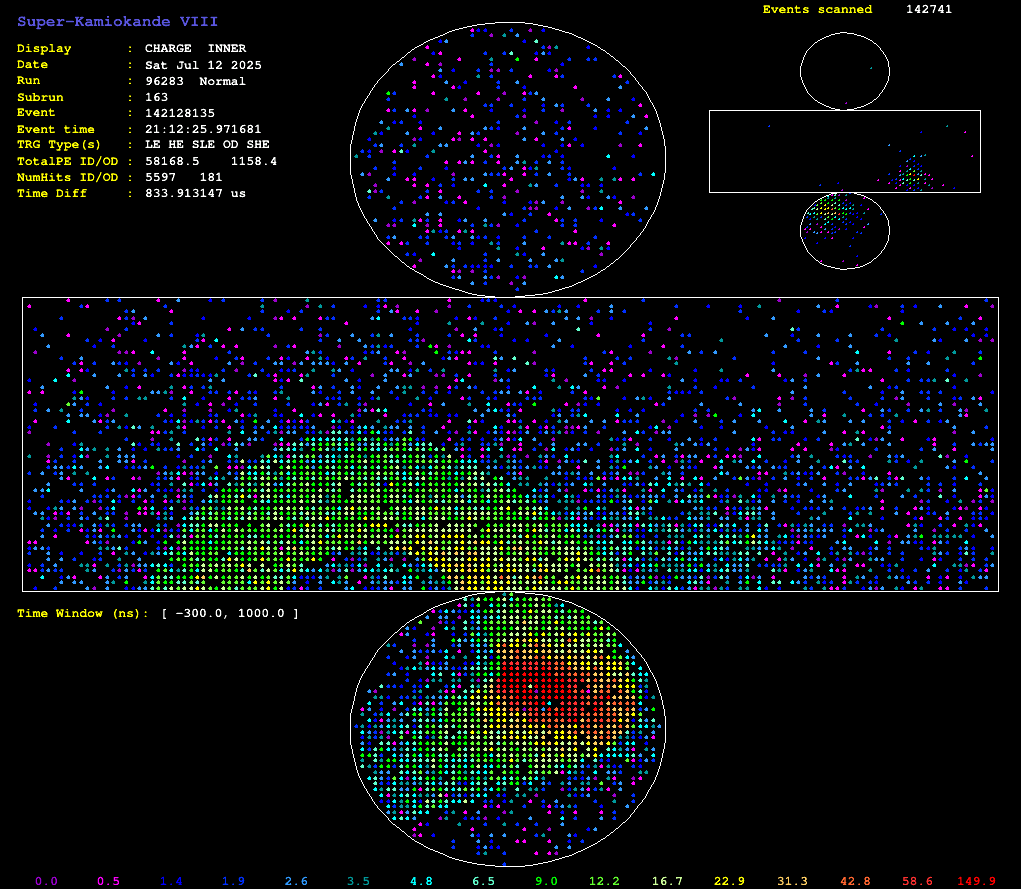 Super-Kamiokande VIII
Display : CHARGE INNER
Date : Sat Jul 12 2025
Run : 96283 Normal
Subrun : 163
Event : 142128135
Event time : 21:12:25.971681
TRG Type(s) : LE HE SLE OD SHE
TotalPE ID/OD : 58168.5 1158.4
NumHits ID/OD : 5597 181
Time Diff : 833.913147 us
Events scanned 142741
Time Window (ns): [ -300.0, 1000.0 ]
0.0 0.5 1.4 1.9 2.6 3.5 4.8 6.5 9.0 12.2 16.7 22.9 31.3 42.8 58.6 149.9